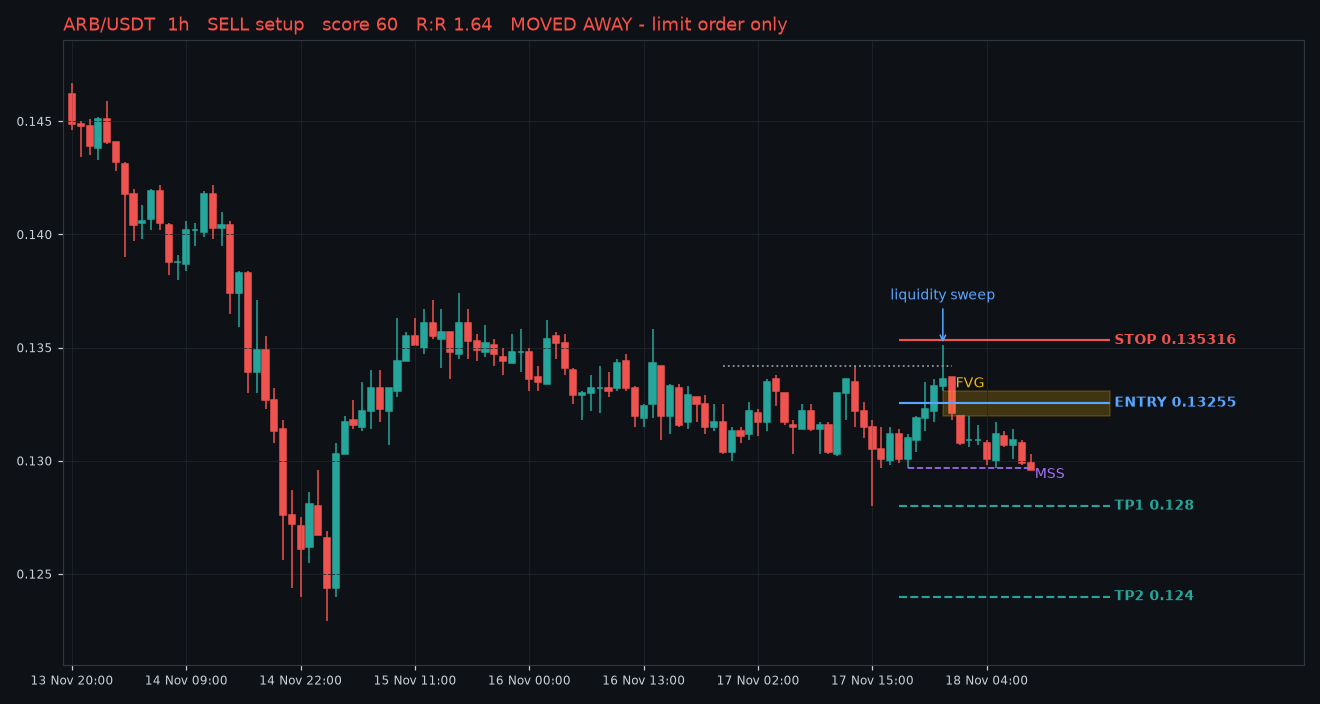 ARB/USDT 1h SELL setup score 60 R:R 1.64 MOVED AWAY - limit order only
0.145
0.140
0.135
0.130
0.125
liquidity sweep
STOP 0.135316
FVG
ENTRY 0.13255
MSS
TP1 0.128
TP2 0.124
13 Nov 20:00
14 Nov 09:00
14 Nov 22:00
15 Nov 11:00
16 Nov 00:00
16 Nov 13:00
17 Nov 02:00
17 Nov 15:00
18 Nov 04:00